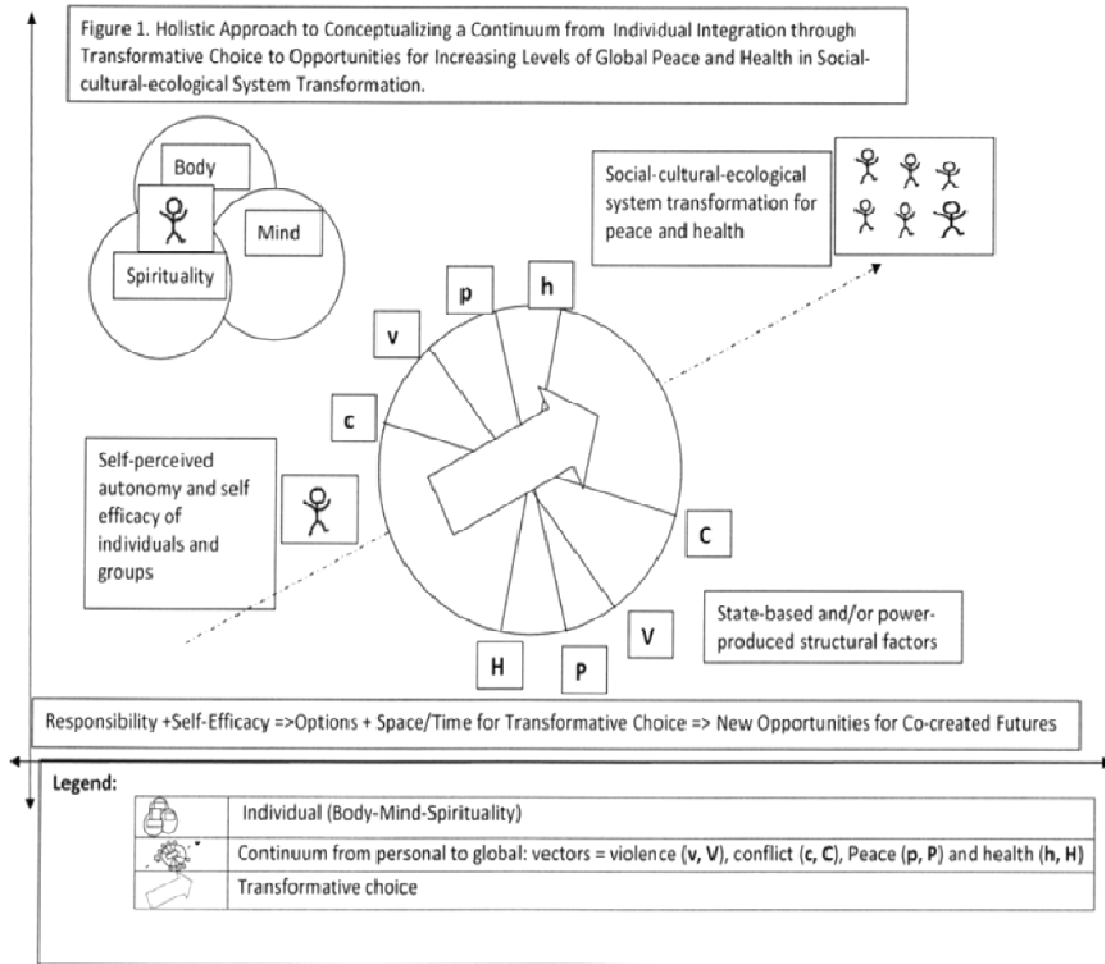 Figure 1. Holistic Approach to Conceptualizing a Continuum from Individual Integration through
Transformative Choice to Opportunities for Increasing Levels of Global Peace and Health in Social-
cultural-ecological System Transformation.
Body
Mind
Spirituality
Social-cultural-ecological
system transformation for
peace and health
p
h
v
c
Self-perceived
autonomy and self
efficacy of
individuals and
groups
C
V
H
P
State-based and/or power-
produced structural factors
Responsibility +Self-Efficacy =>Options + Space/Time for Transformative Choice => New Opportunities for Co-created Futures
Legend:
Individual (Body-Mind-Spirituality)
Continuum from personal to global: vectors = violence (v, V), conflict (c, C), Peace (p, P) and health (h, H)
Transformative choice